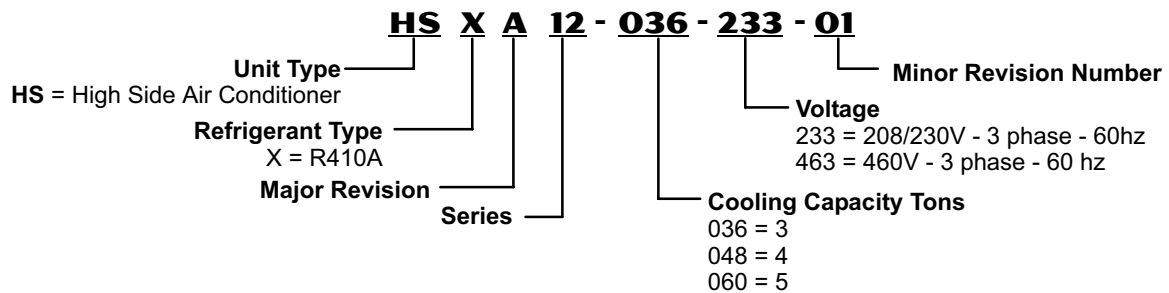 HS X A 12 - 036 - 233 - 01
Unit Type
HS = High Side Air Conditioner
Minor Revision Number
Voltage
233 = 208/230V - 3 phase - 60hz
463 = 460V - 3 phase - 60 hz
Refrigerant Type
X = R410A
Major Revision
Series
Cooling Capacity Tons
036 = 3
048 = 4
060 = 5